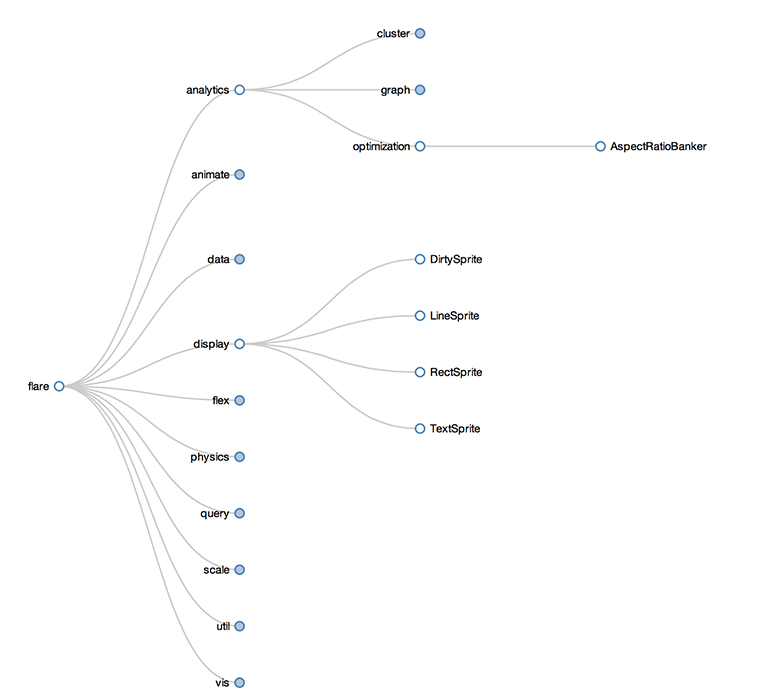 cluster
analytics
graph
optimization
AspectRatioBanker
animate
data
DirtySprite
LineSprite
display
RectSprite
flare
flex
TextSprite
physics
query
scale
util
vis